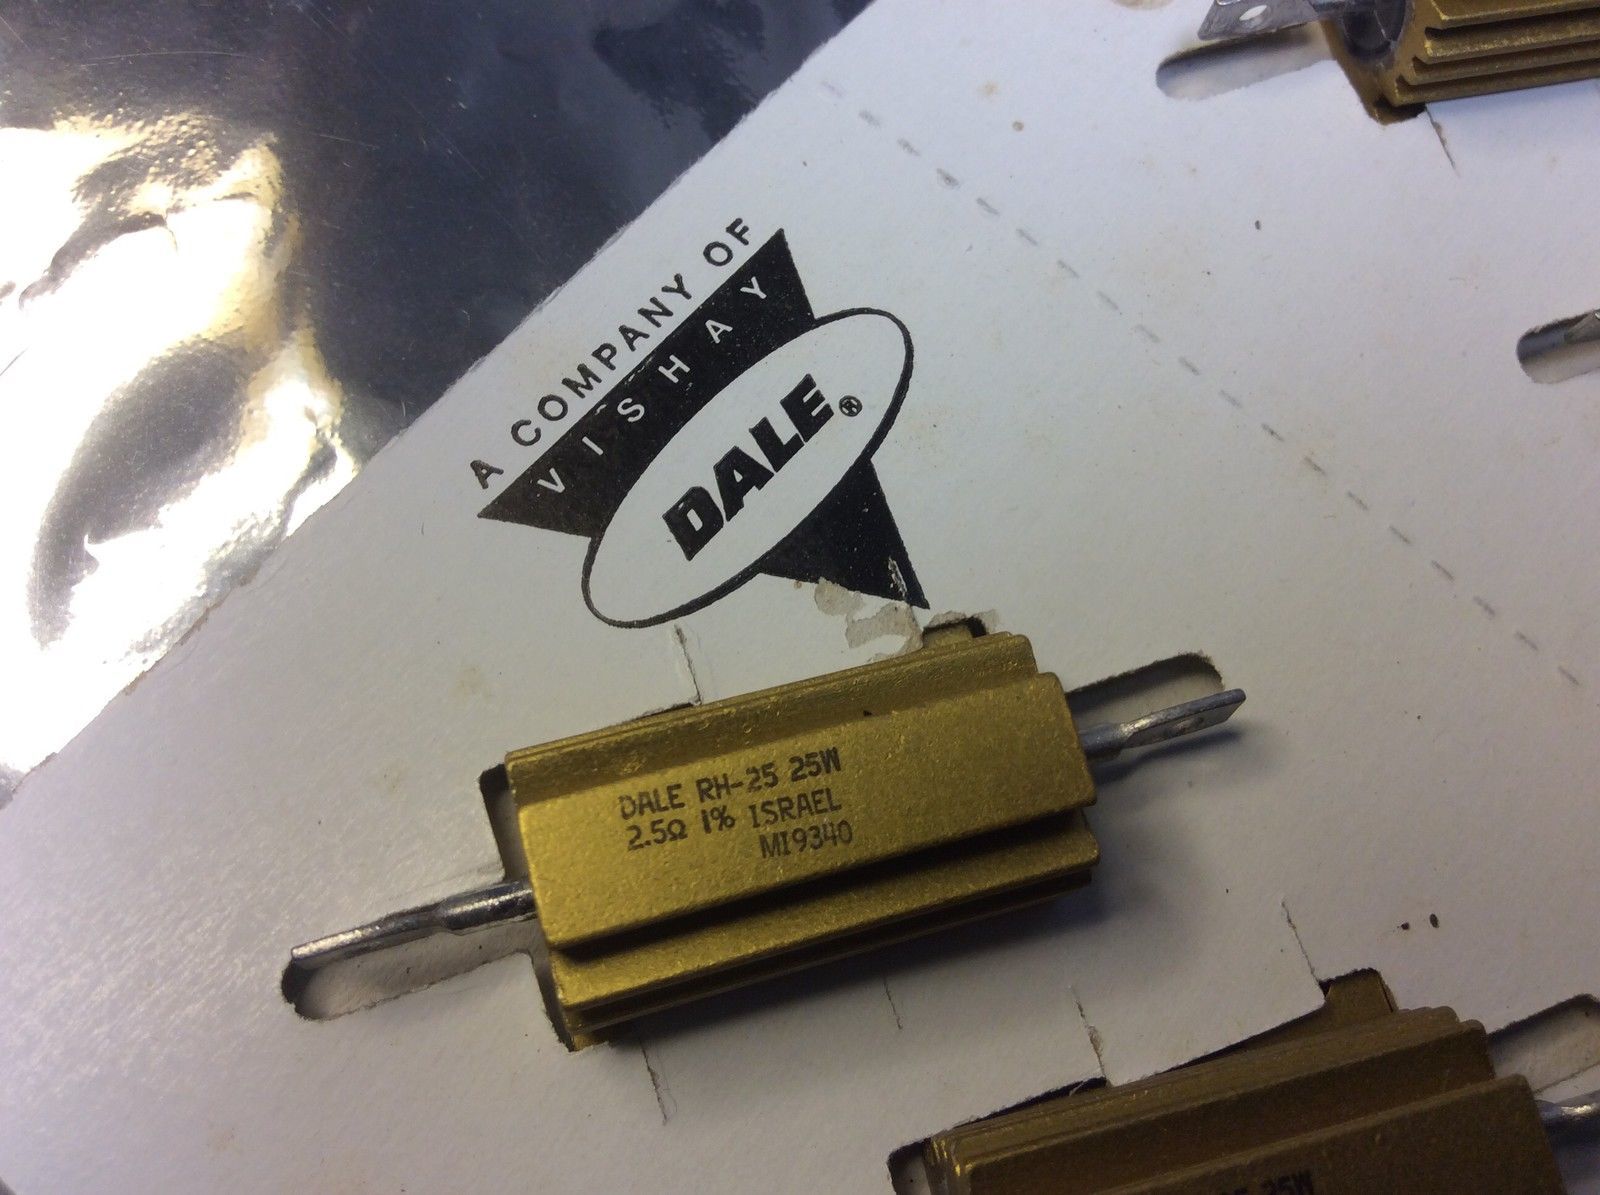 A COMPANY OF
VISHAY
DALE®
DALE RH-25 25W
2.5Ω 1% ISRAEL
MI9340